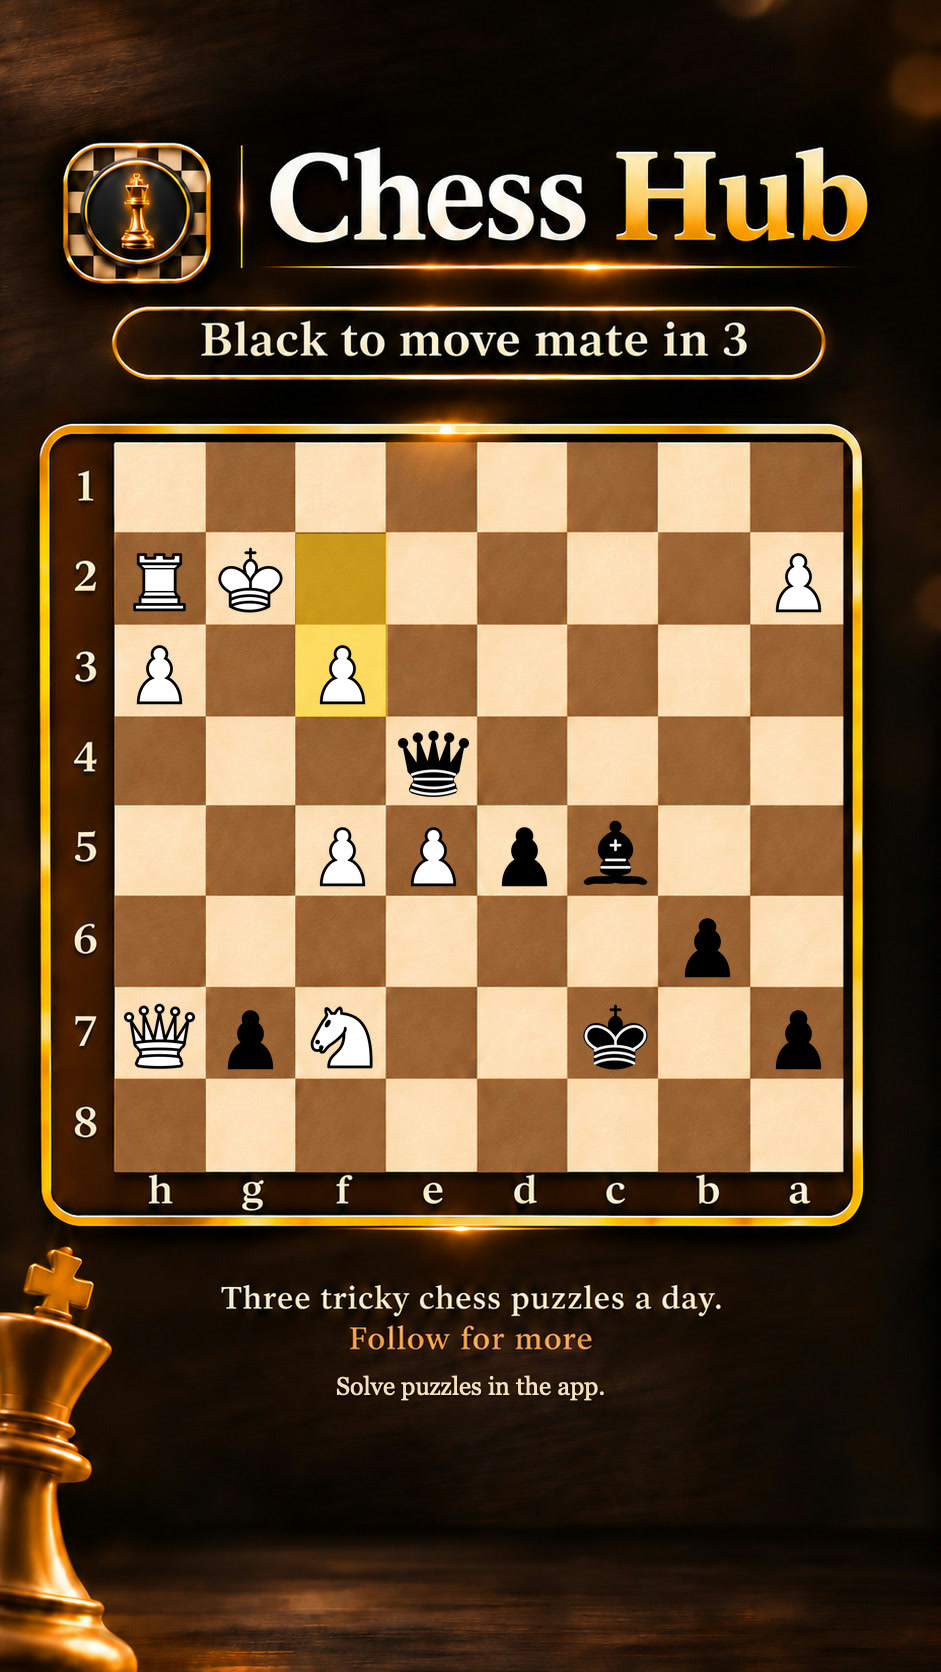 Chess Hub
Black to move mate in 3
1
2
3
4
5
6
7
8
h g f e d c b a
Three tricky chess puzzles a day.
Follow for more
Solve puzzles in the app.